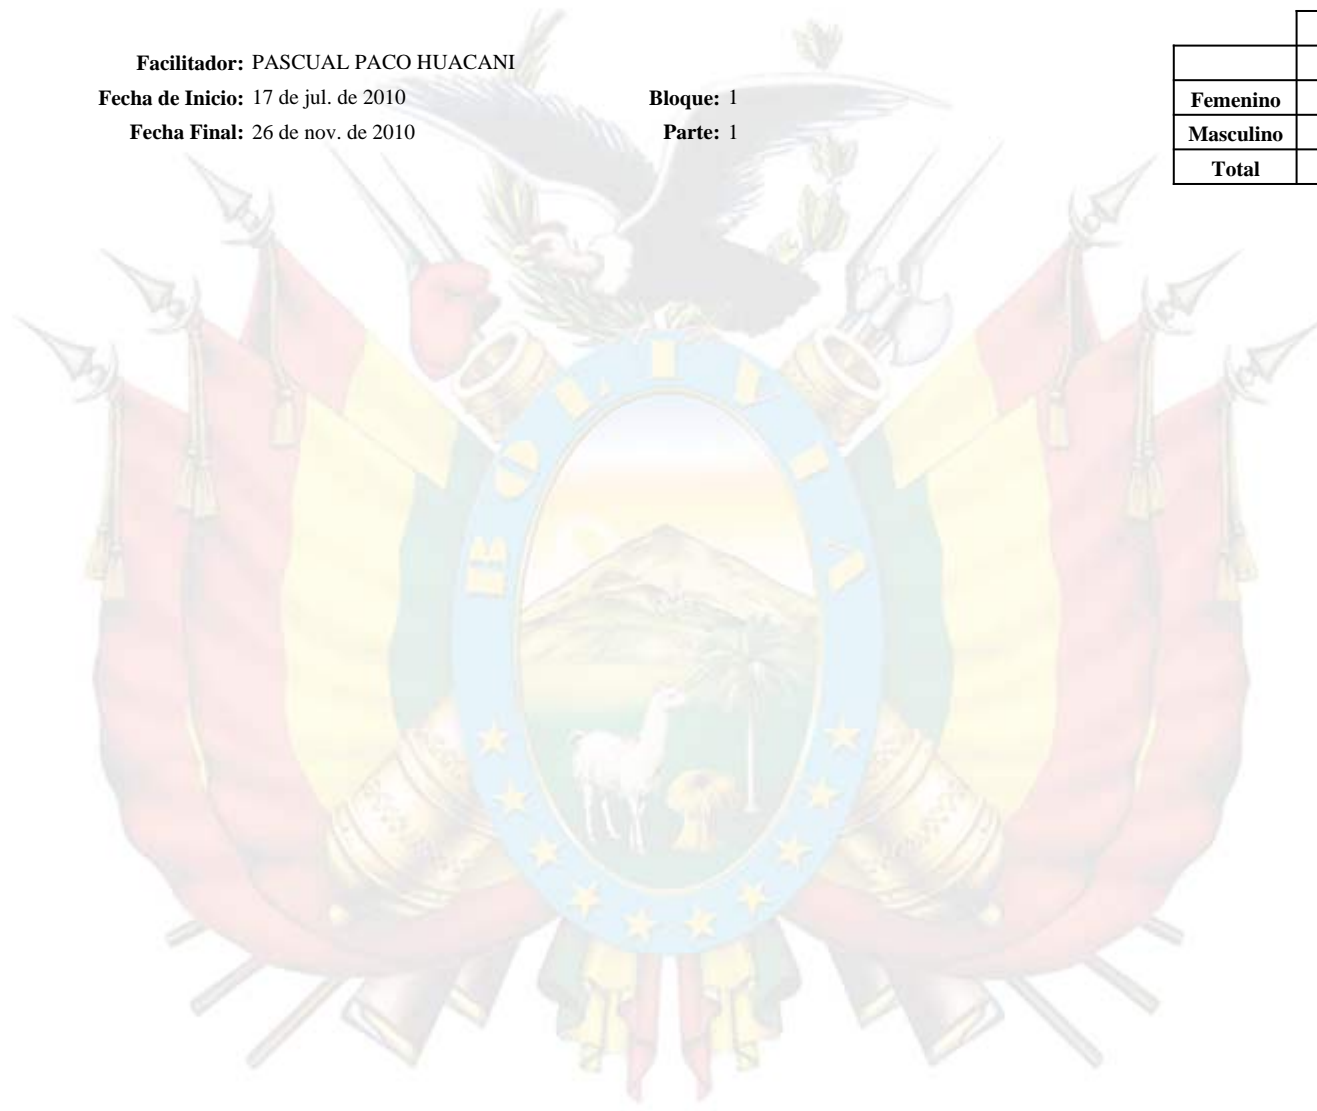 Facilitador: PASCUAL PACO HUACANI
Fecha de Inicio: 17 de jul. de 2010 Bloque: 1
Fecha Final: 26 de nov. de 2010 Parte: 1
Femenino
Masculino
Total
BOLIVIA